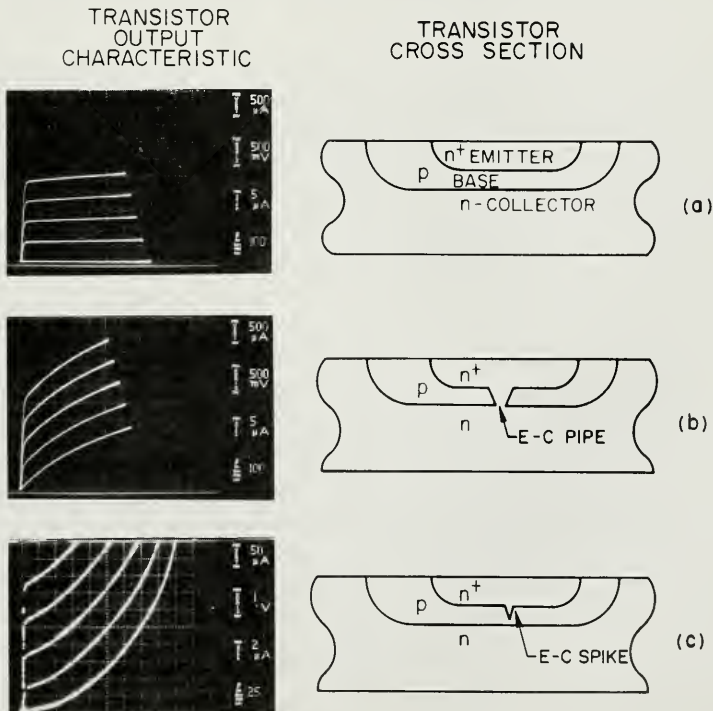 TRANSISTOR
OUTPUT
CHARACTERISTIC
TRANSISTOR
CROSS SECTION
500
µA
500
mV
5
µA
100
n+ EMITTER
p
BASE
n-COLLECTOR
(a)
500
µA
500
mV
5
µA
100
n+
p
n
E-C PIPE
(b)
50
µA
1
V
2
µA
25
n+
p
n
E-C SPIKE
(c)